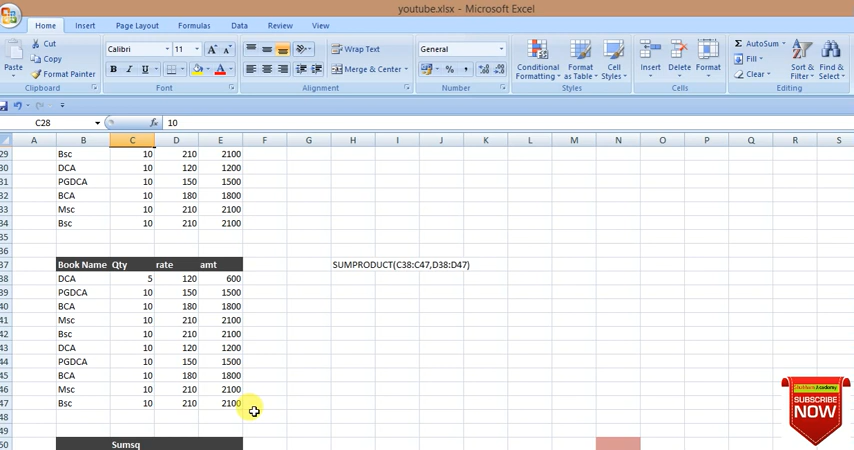 youtube.xlsx - Microsoft Excel
Home Insert Page Layout Formulas Data Review View
Cut
Copy
Format Painter
Paste
Clipboard
Calibri 11
B I U
Font
Wrap Text
Merge & Center
Alignment
General
Number
Conditional Formatting
Format as Table
Cell Styles
Styles
Insert Delete Format
Cells
AutoSum
Fill
Clear
Sort & Filter
Find & Select
Editing
C28 fx 10
A B C D E F G H I J K L M N O P Q R S
29 Bsc 10 210 2100
30 DCA 10 120 1200
31 PGDCA 10 150 1500
32 BCA 10 180 1800
33 Msc 10 210 2100
34 Bsc 10 210 2100
35
36
37 Book Name Qty rate amt SUMPRODUCT(C38:C47,D38:D47)
38 DCA 5 120 600
39 PGDCA 10 150 1500
40 BCA 10 180 1800
41 Msc 10 210 2100
42 Bsc 10 210 2100
43 DCA 10 120 1200
44 PGDCA 10 150 1500
45 BCA 10 180 1800
46 Msc 10 210 2100
47 Bsc 10 210 2100
48
49
50 Sumsq
SUBSCRIBE
NOW